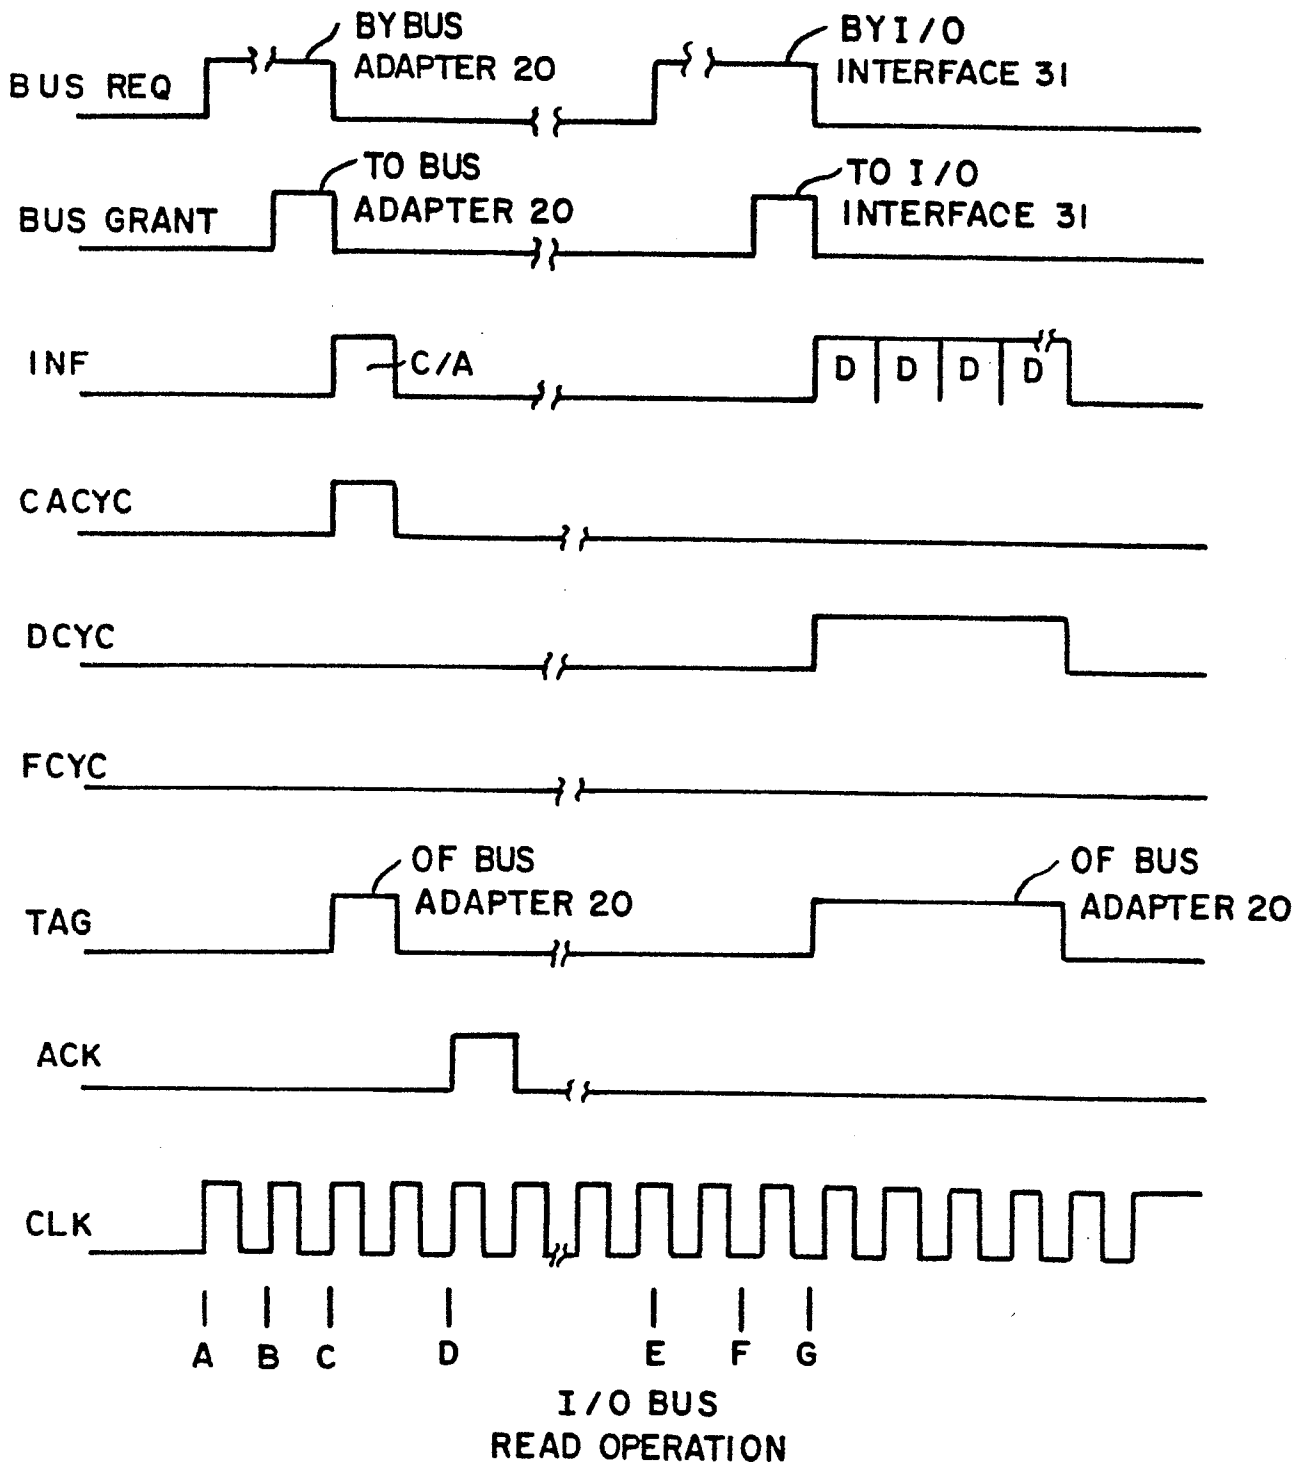 BY BUS
ADAPTER 20
BY I/O
INTERFACE 31
BUS REQ
TO BUS
ADAPTER 20
TO I/O
INTERFACE 31
BUS GRANT
INF
C/A
D D D D
CACYC
DCYC
FCYC
OF BUS
ADAPTER 20
OF BUS
ADAPTER 20
TAG
ACK
CLK
A B C D E F G
I/O BUS
READ OPERATION